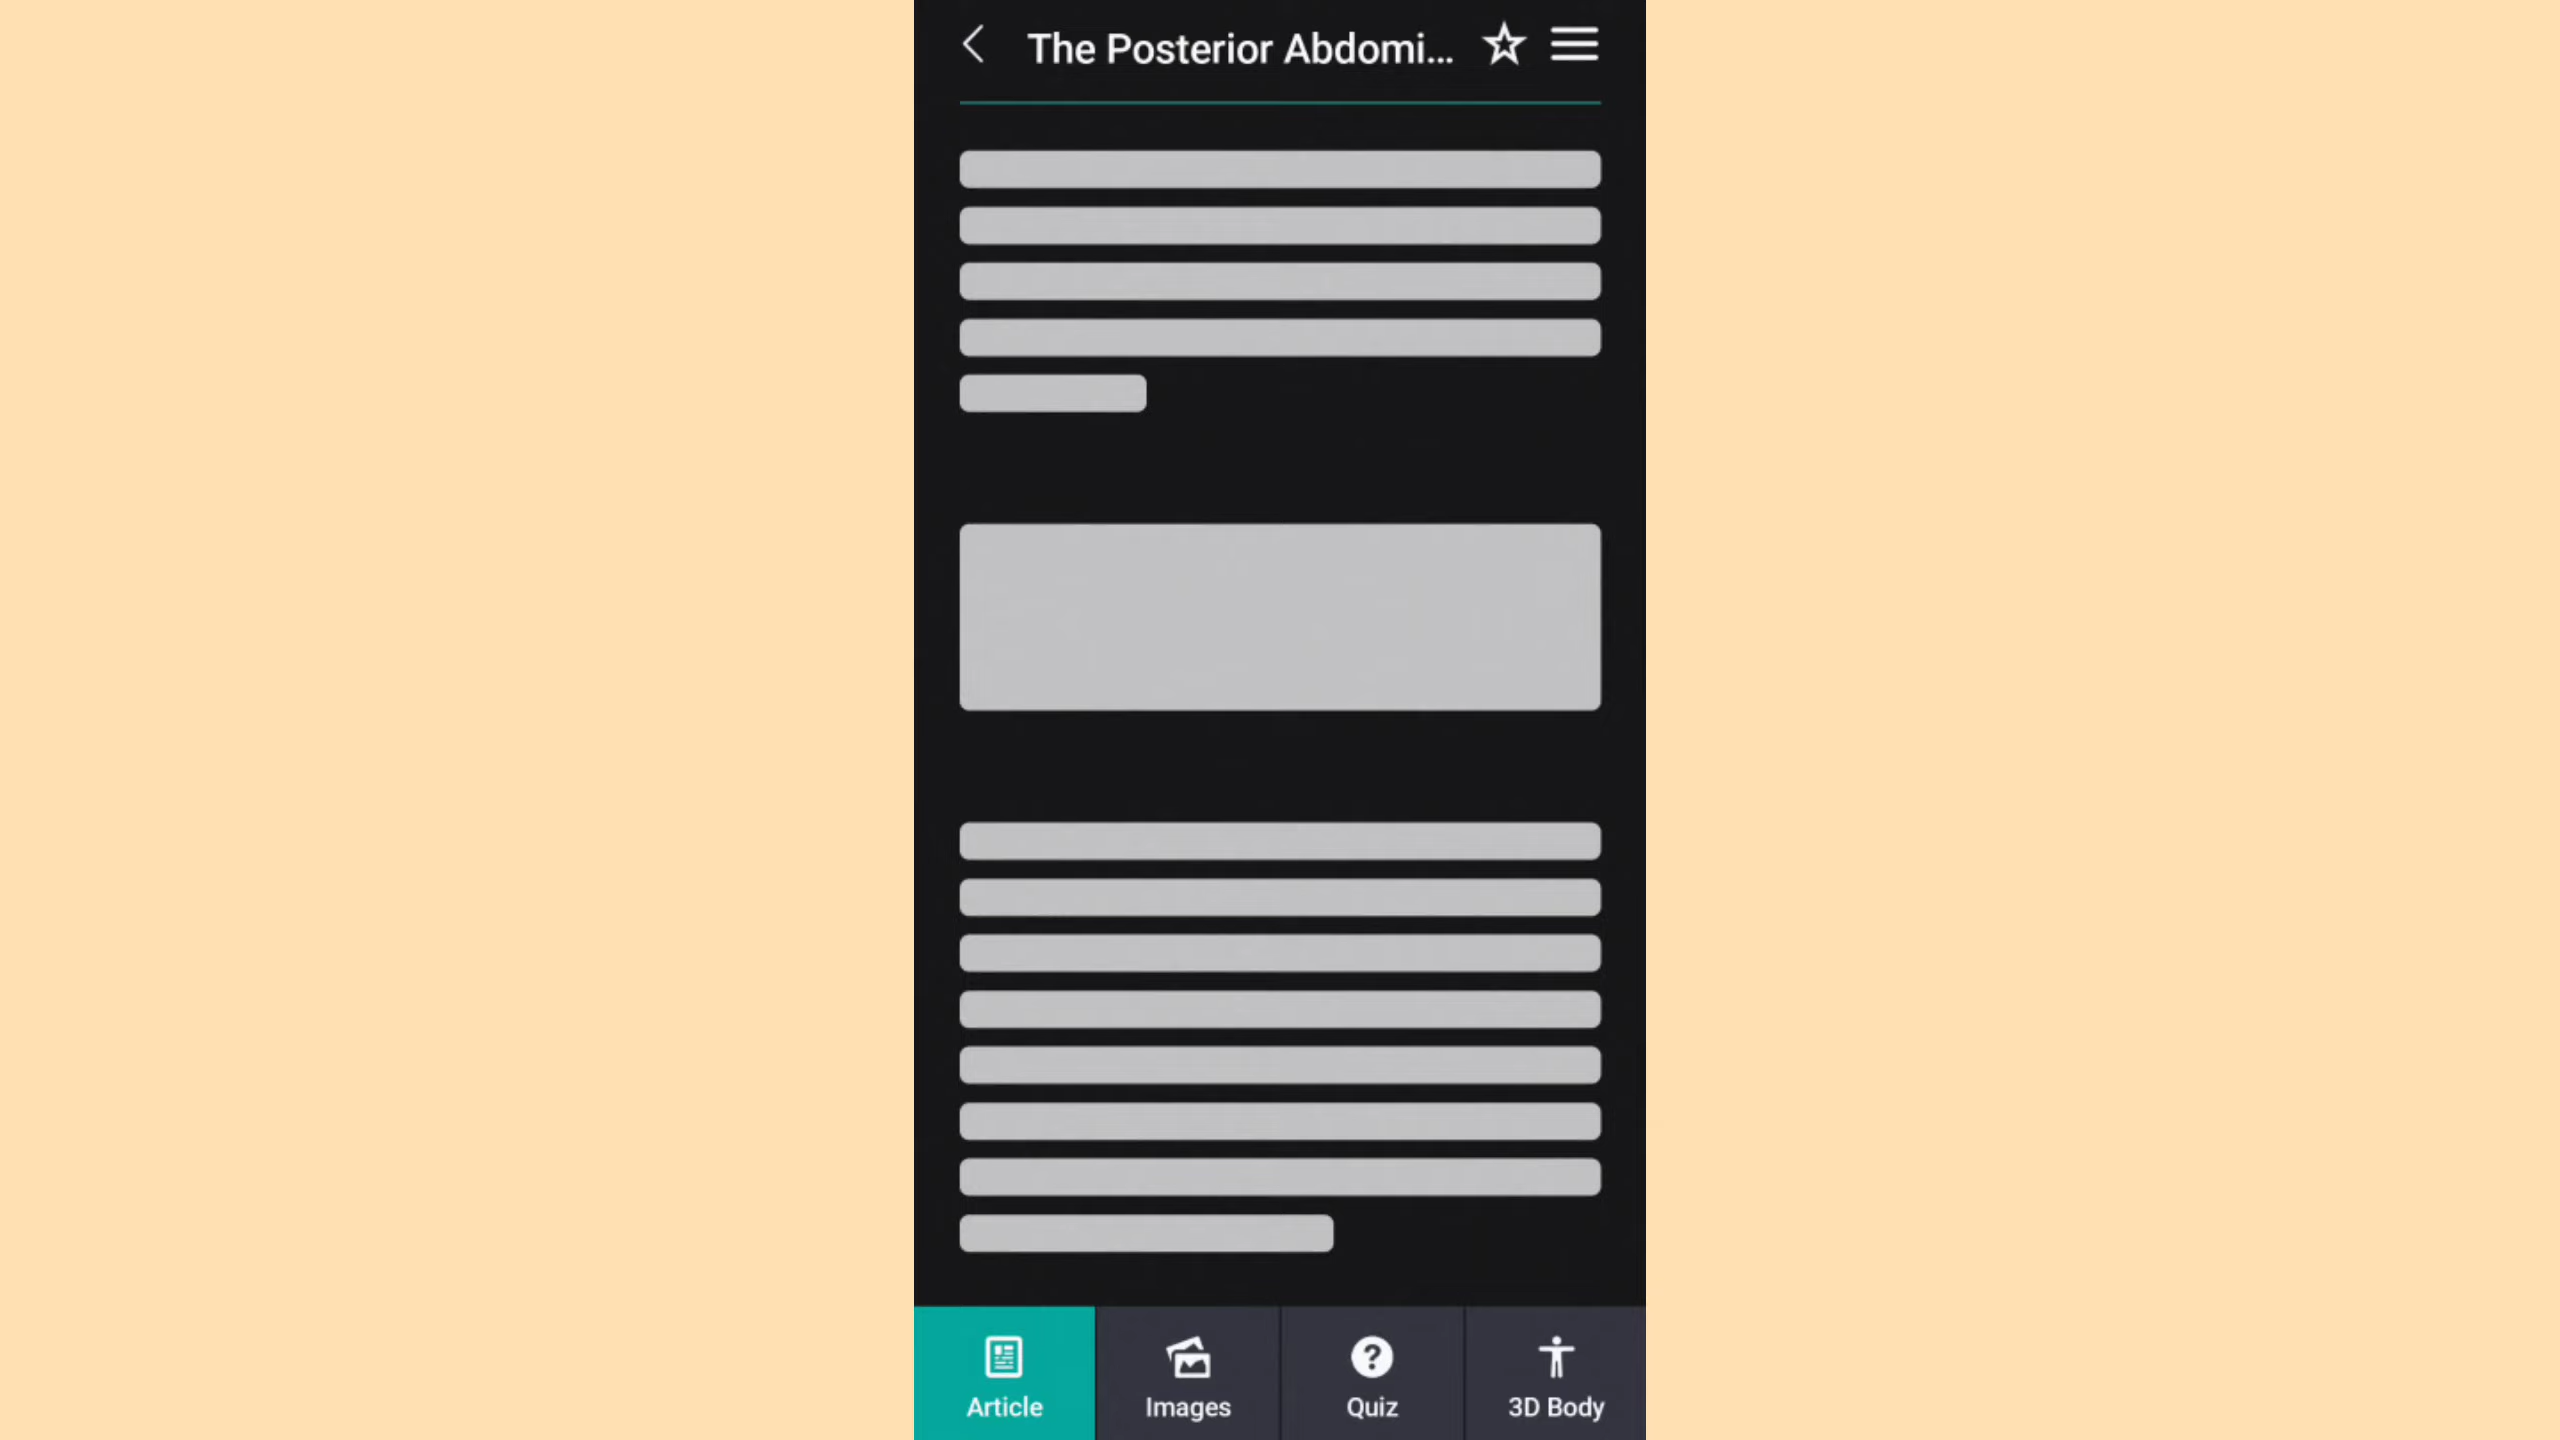 The Posterior Abdomi...
Article
Images
Quiz
3D Body